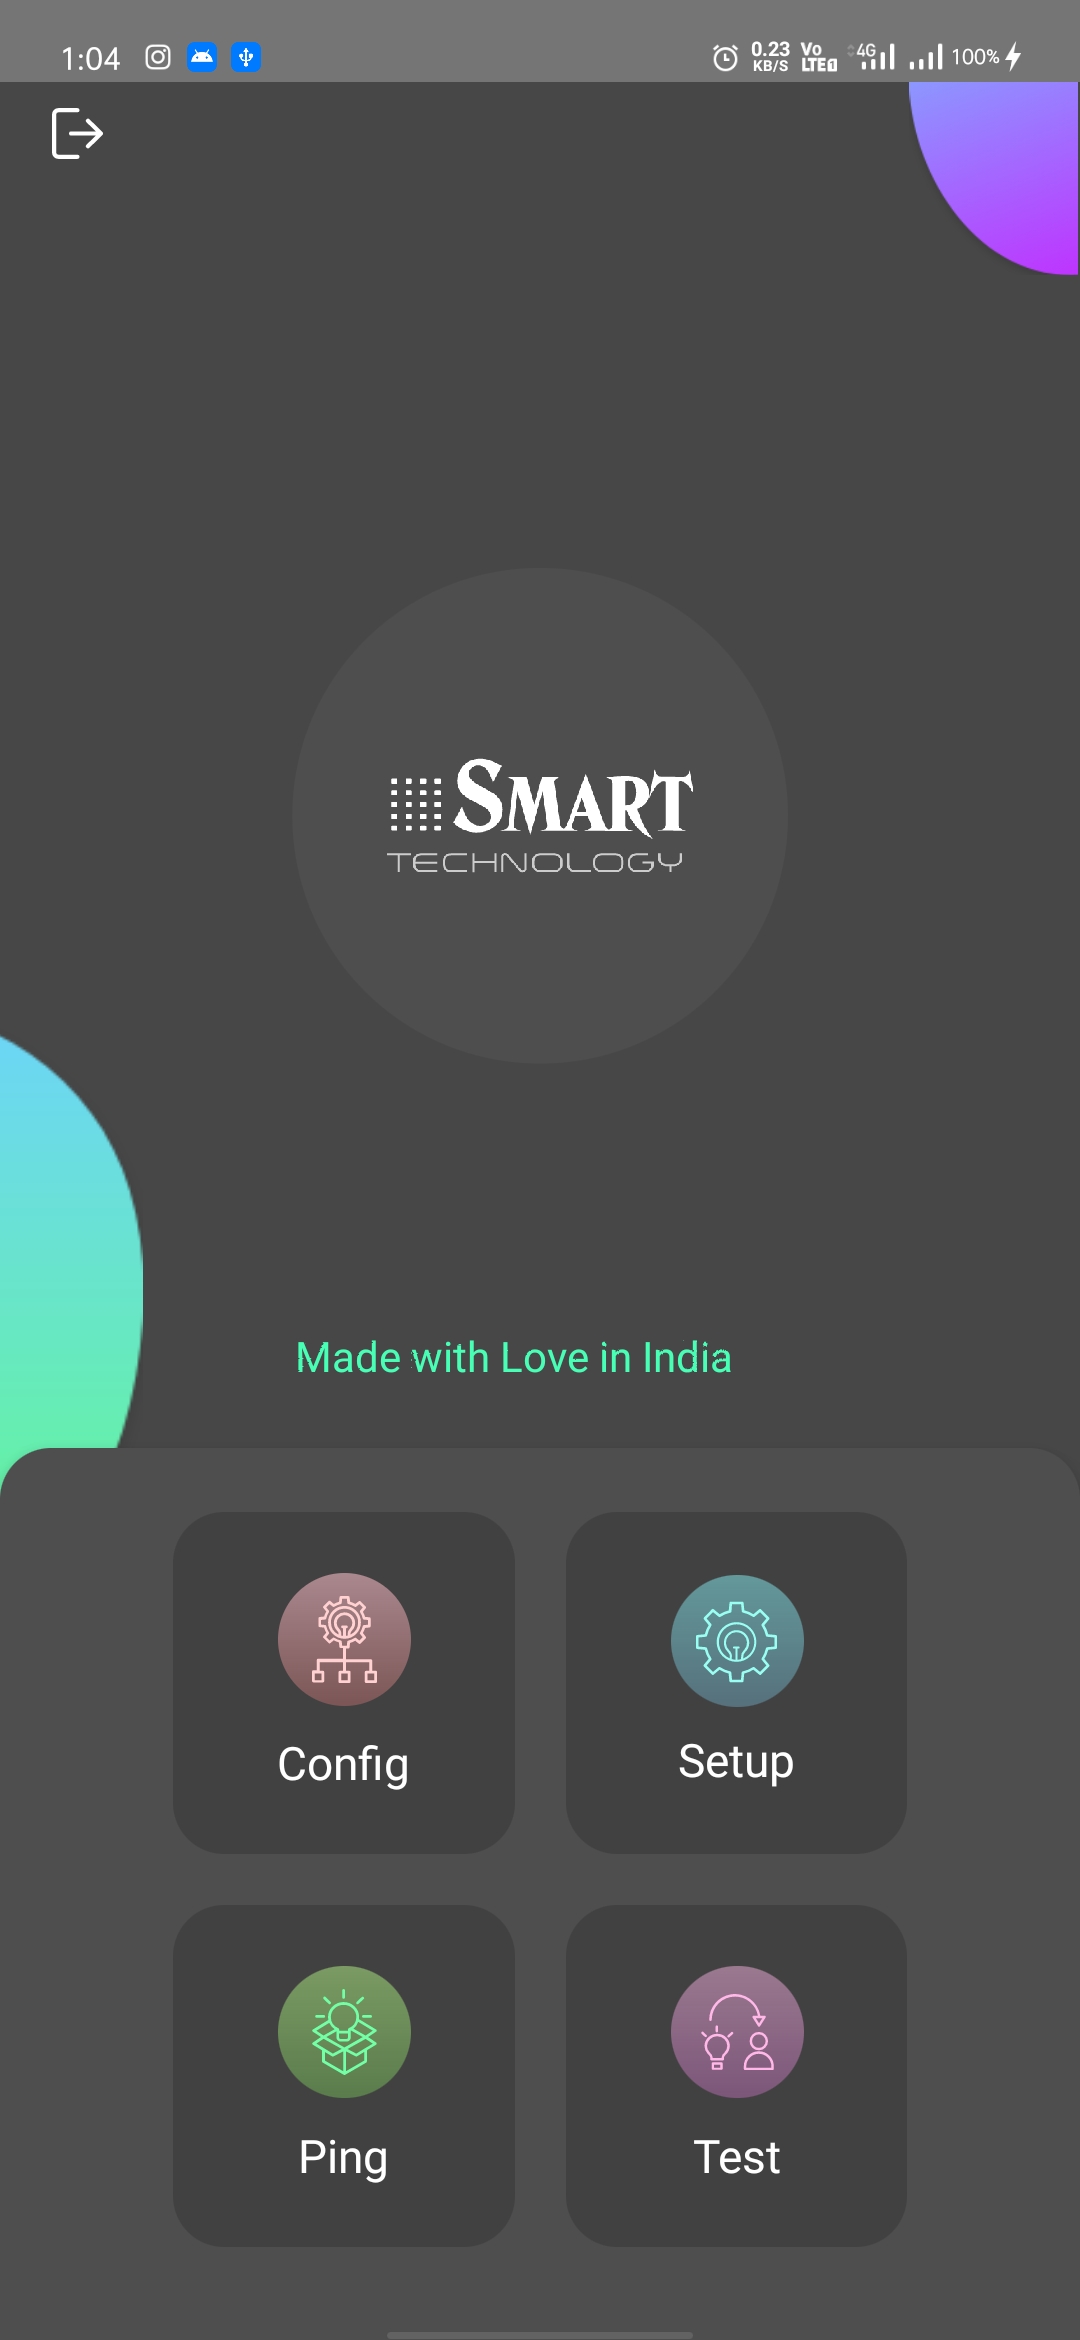 1:04 0.23 KB/S Vo LTE 4G 100%
SMART
TECHNOLOGY
Made with Love in India
Config Setup
Ping Test